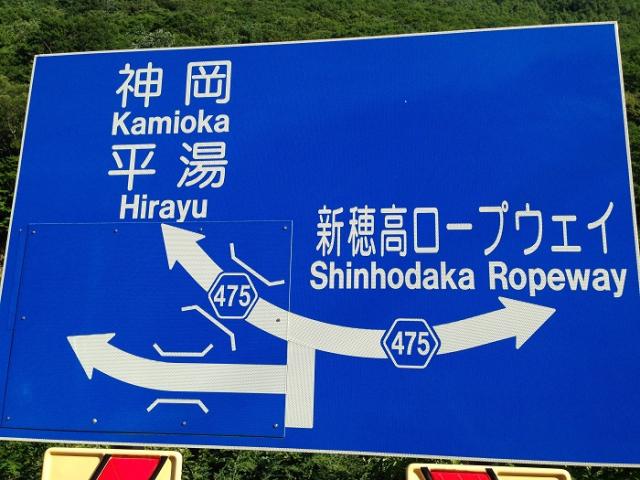 神岡
Kamioka
平湯
Hirayu
新穂高ロープウェイ
Shinhodaka Ropeway
475
475